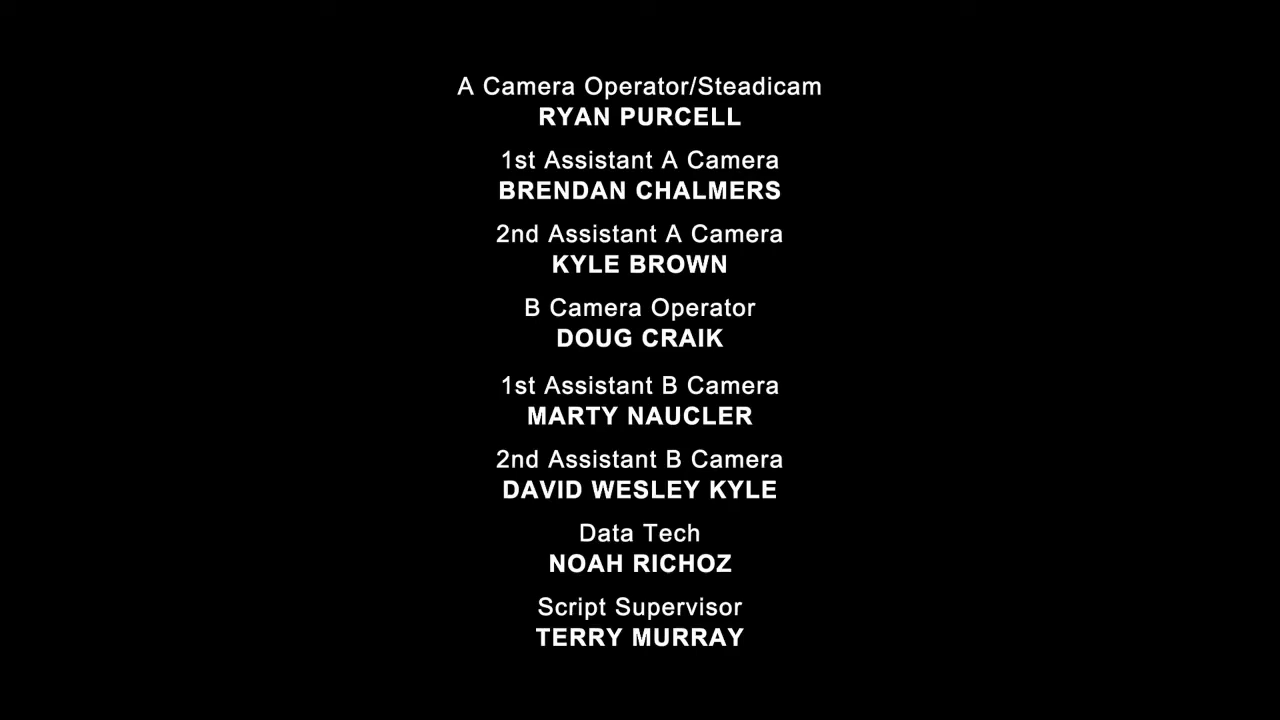 A Camera Operator/Steadicam
RYAN PURCELL
1st Assistant A Camera
BRENDAN CHALMERS
2nd Assistant A Camera
KYLE BROWN
B Camera Operator
DOUG CRAIK
1st Assistant B Camera
MARTY NAUCLER
2nd Assistant B Camera
DAVID WESLEY KYLE
Data Tech
NOAH RICHOZ
Script Supervisor
TERRY MURRAY